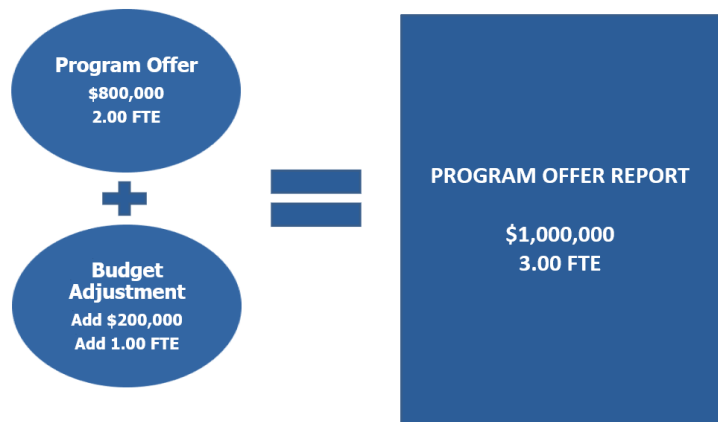 Program Offer
$800,000
2.00 FTE
Budget
Adjustment
Add $200,000
Add 1.00 FTE
PROGRAM OFFER REPORT
$1,000,000
3.00 FTE